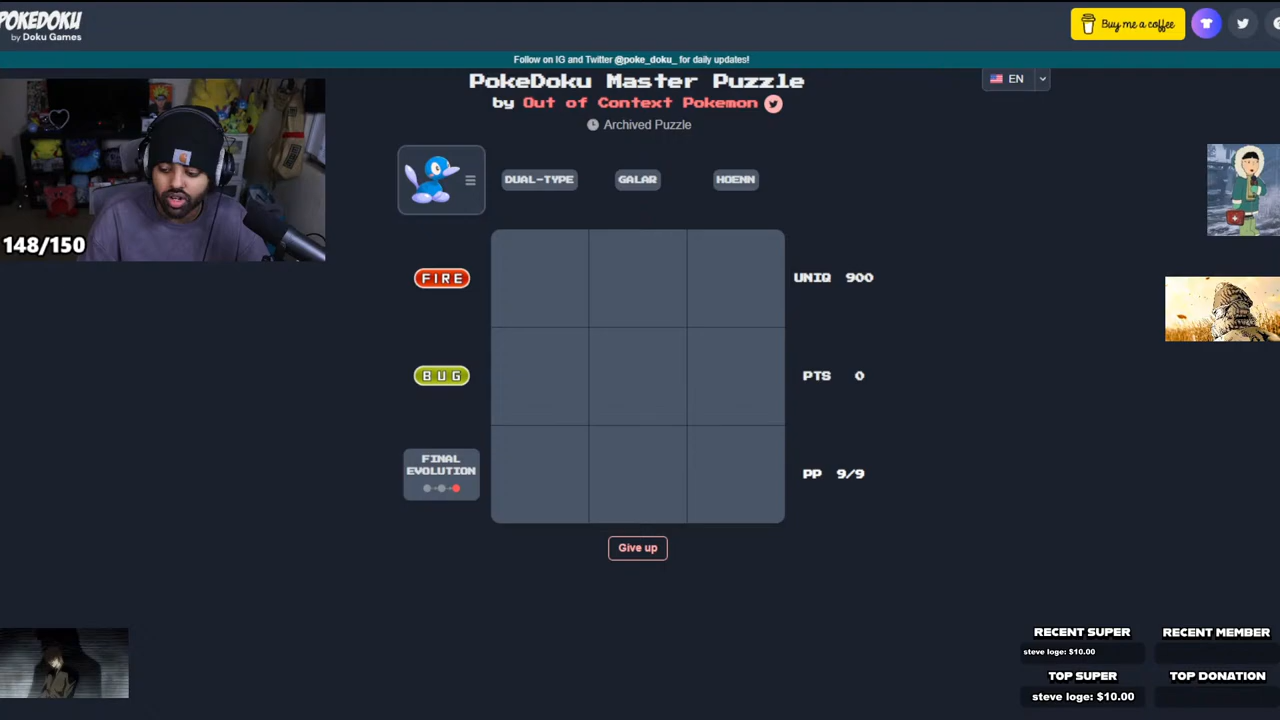 POKEDOKU
by Doku Games
Buy me a coffee
Follow on IG and Twitter @poke_doku_ for daily updates!
PokeDoku Master Puzzle
by Out of Context Pokemon
Archived Puzzle
EN
DUAL-TYPE
GALAR
HOENN
148/150
FIRE
UNIQ 900
BUG
PTS 0
FINAL
EVOLUTION
PP 9/9
Give up
RECENT SUPER
RECENT MEMBER
steve loge: $10.00
TOP SUPER
TOP DONATION
steve loge: $10.00